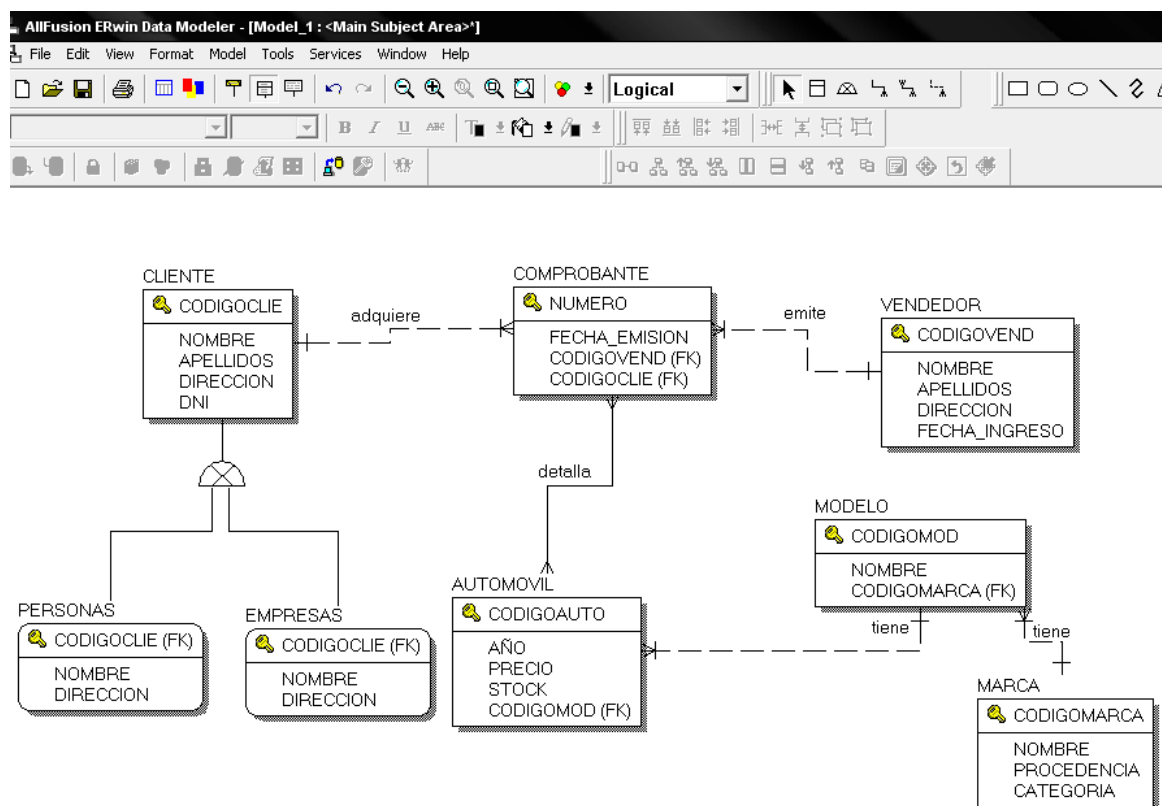 AllFusion ERwin Data Modeler - [Model_1 : <Main Subject Area>*]
File Edit View Format Model Tools Services Window Help
Logical
B I U ABC T
CLIENTE
CODIGOCLIE
NOMBRE
APELLIDOS
DIRECCION
DNI
adquiere
COMPROBANTE
NUMERO
FECHA_EMISION
CODIGOVEND (FK)
CODIGOCLIE (FK)
emite
VENDEDOR
CODIGOVEND
NOMBRE
APELLIDOS
DIRECCION
FECHA_INGRESO
detalla
MODELO
CODIGOMOD
NOMBRE
CODIGOMARCA (FK)
PERSONAS
CODIGOCLIE (FK)
NOMBRE
DIRECCION
EMPRESAS
CODIGOCLIE (FK)
NOMBRE
DIRECCION
AUTOMOVIL
CODIGOAUTO
AÑO
PRECIO
STOCK
CODIGOMOD (FK)
tiene
tiene
MARCA
CODIGOMARCA
NOMBRE
PROCEDENCIA
CATEGORIA